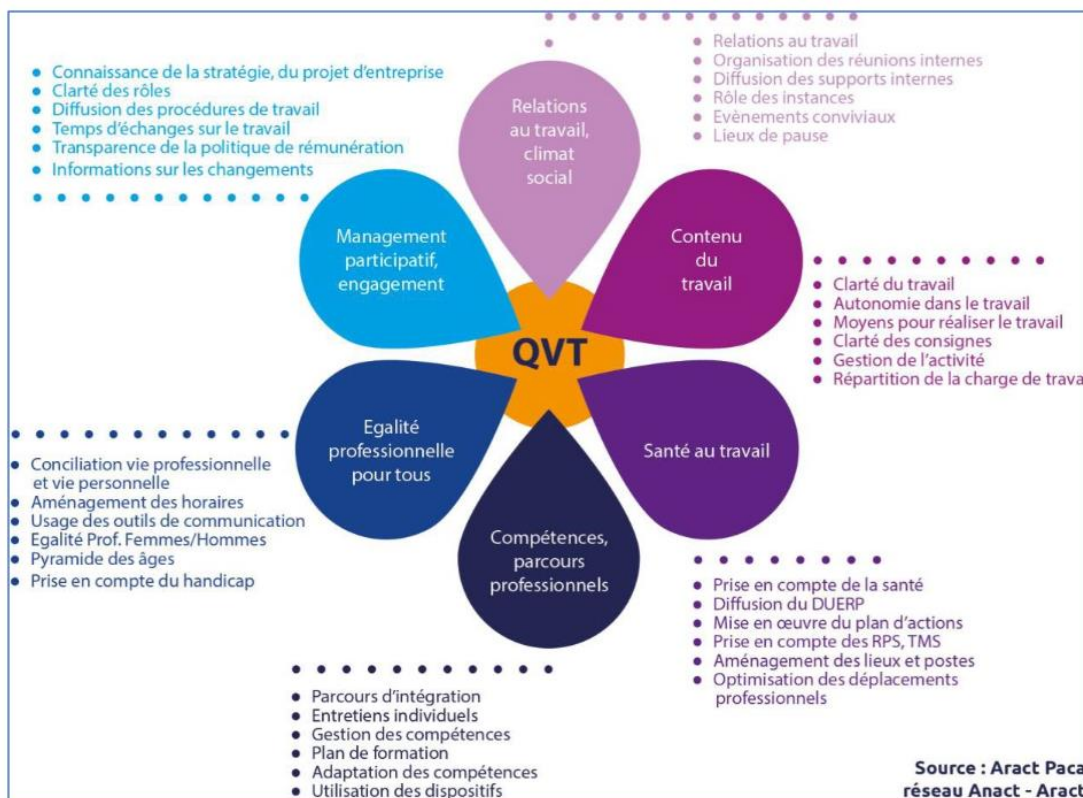 Relations
au travail,
climat
social
Relations au travail
Organisation des réunions internes
Diffusion des supports internes
Rôle des instances
Evènements conviviaux
Lieux de pause
Contenu
du
travail
Clarté du travail
Autonomie dans le travail
Moyens pour réaliser le travail
Clarté des consignes
Gestion de l'activité
Répartition de la charge de trava
Santé au travail
Prise en compte de la santé
Diffusion du DUERP
Mise en œuvre du plan d'actions
Prise en compte des RPS, TMS
Aménagement des lieux et postes
Optimisation des déplacements
professionnels
Compétences,
parcours
professionnels
Parcours d'intégration
Entretiens individuels
Gestion des compétences
Plan de formation
Adaptation des compétences
Utilisation des dispositifs
Egalité
professionnelle
pour tous
Conciliation vie professionnelle
et vie personnelle
Aménagement des horaires
Usage des outils de communication
Egalité Prof. Femmes/Hommes
Pyramide des âges
Prise en compte du handicap
Management
participatif,
engagement
Connaissance de la stratégie, du projet d'entreprise
Clarté des rôles
Diffusion des procédures de travail
Temps d'échanges sur le travail
Transparence de la politique de rémunération
Informations sur les changements
QVT
Source : Aract Paca
réseau Anact - Aract